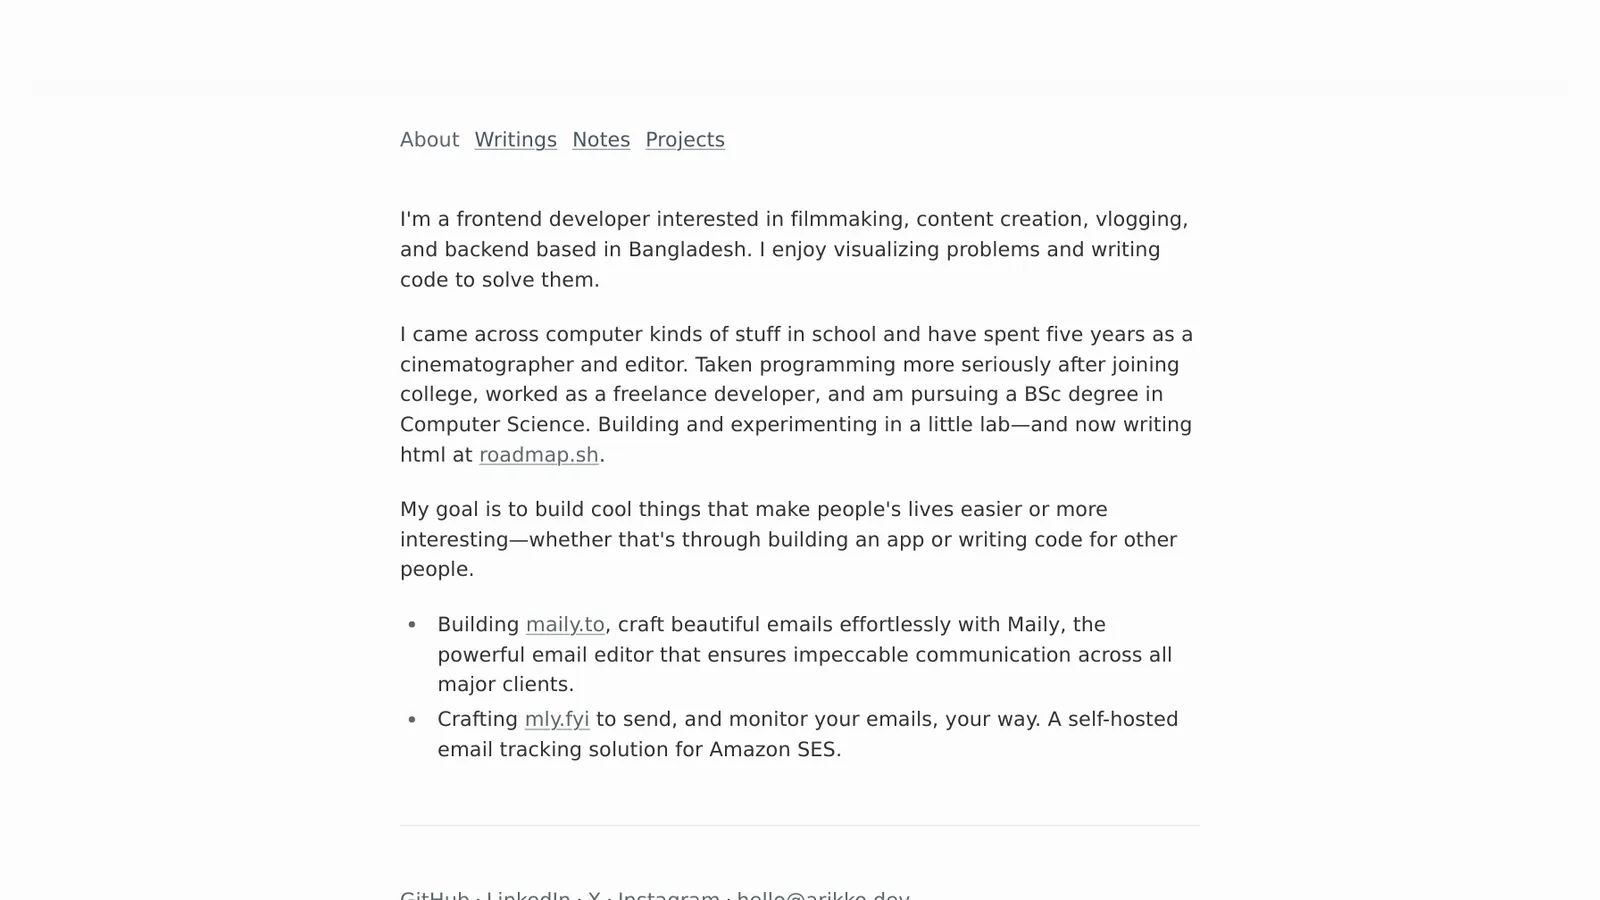 About Writings Notes Projects
I'm a frontend developer interested in filmmaking, content creation, vlogging,
and backend based in Bangladesh. I enjoy visualizing problems and writing
code to solve them.
I came across computer kinds of stuff in school and have spent five years as a
cinematographer and editor. Taken programming more seriously after joining
college, worked as a freelance developer, and am pursuing a BSc degree in
Computer Science. Building and experimenting in a little lab—and now writing
html at roadmap.sh.
My goal is to build cool things that make people's lives easier or more
interesting—whether that's through building an app or writing code for other
people.
• Building maily.to, craft beautiful emails effortlessly with Maily, the
powerful email editor that ensures impeccable communication across all
major clients.
• Crafting mly.fyi to send, and monitor your emails, your way. A self-hosted
email tracking solution for Amazon SES.
GitHub · LinkedIn · X · Instagram · hello@arikko.dev